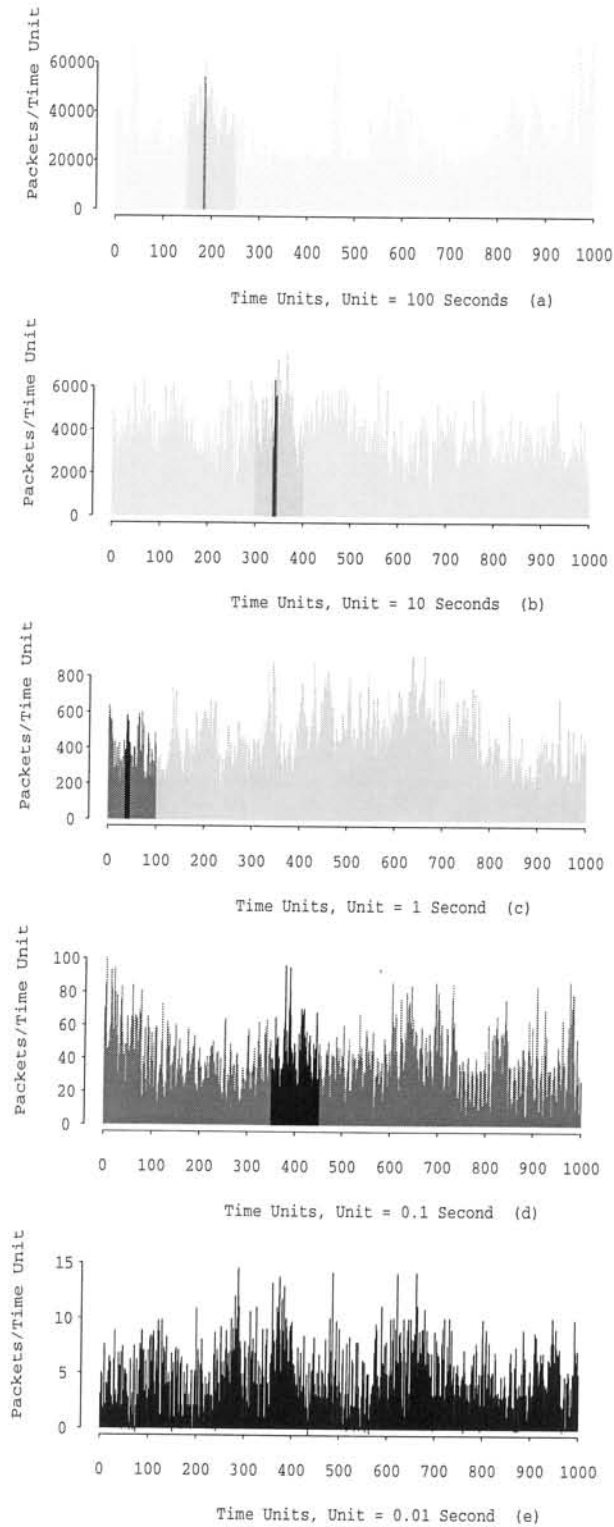 Packets/Time Unit
60000
40000
20000
0
0 100 200 300 400 500 600 700 800 900 1000
Time Units, Unit = 100 Seconds (a)
Packets/Time Unit
6000
4000
2000
0
0 100 200 300 400 500 600 700 800 900 1000
Time Units, Unit = 10 Seconds (b)
Packets/Time Unit
800
600
400
200
0
0 100 200 300 400 500 600 700 800 900 1000
Time Units, Unit = 1 Second (c)
Packets/Time Unit
100
80
60
40
20
0
0 100 200 300 400 500 600 700 800 900 1000
Time Units, Unit = 0.1 Second (d)
Packets/Time Unit
15
10
5
0
0 100 200 300 400 500 600 700 800 900 1000
Time Units, Unit = 0.01 Second (e)